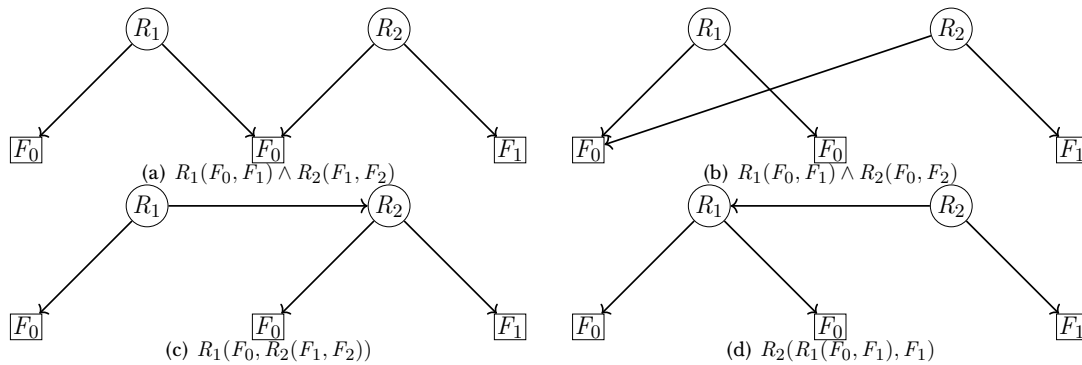 R₁ R₂ R₁ R₂
F₀ F₀ F₁ F₀ F₀ F₁
(a) R₁(F₀, F₁) ∧ R₂(F₁, F₂) (b) R₁(F₀, F₁) ∧ R₂(F₀, F₂)
R₁ R₂ R₁ R₂
F₀ F₀ F₁ F₀ F₀ F₁
(c) R₁(F₀, R₂(F₁, F₂)) (d) R₂(R₁(F₀, F₁), F₁)